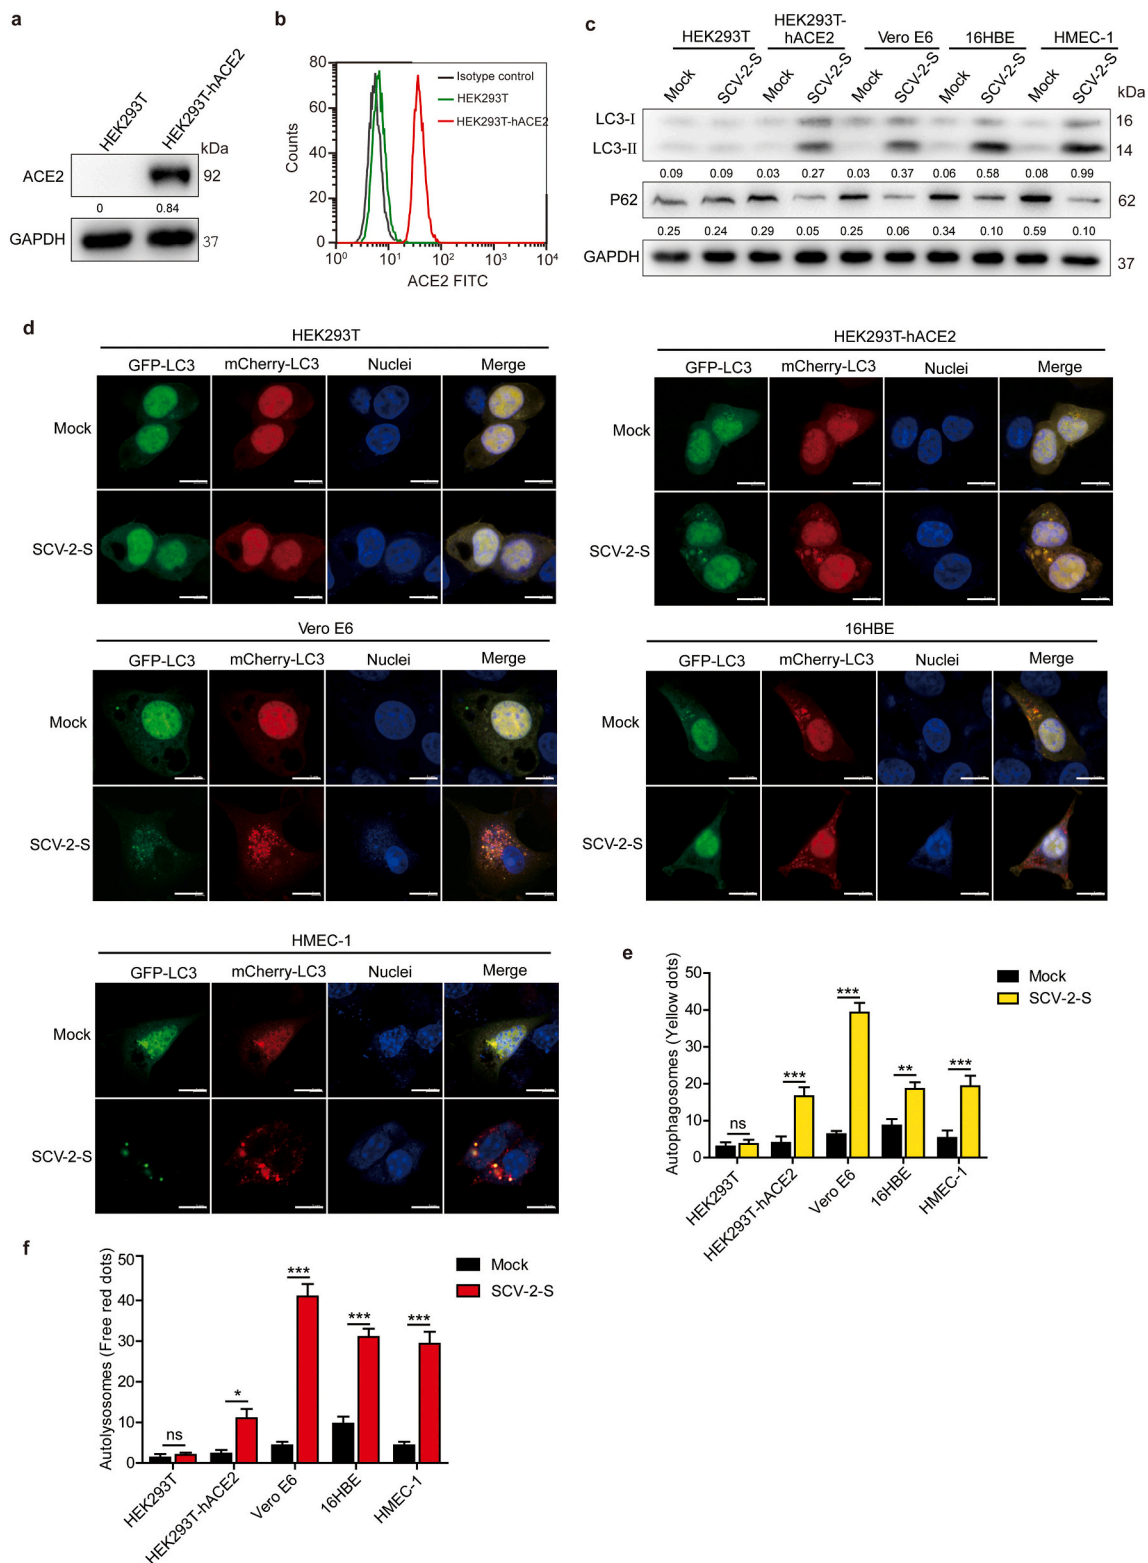 a
HEK293T
HEK293T-hACE2
kDa
ACE2
92
0
0.84
GAPDH
37
b
80
60
40
20
0
Counts
Isotype control
HEK293T
HEK293T-hACE2
10⁰
10¹
10²
10³
10⁴
ACE2 FITC
c
HEK293T
HEK293T-
hACE2
Vero E6
16HBE
HMEC-1
Mock
SCV-2-S
Mock
SCV-2-S
Mock
SCV-2-S
Mock
SCV-2-S
Mock
SCV-2-S
kDa
LC3-I
16
LC3-II
14
0.09 0.09 0.03 0.27 0.03 0.37 0.06 0.58 0.08 0.99
P62
62
0.25 0.24 0.29 0.05 0.25 0.06 0.34 0.10 0.59 0.10
GAPDH
37
d
HEK293T
GFP-LC3 mCherry-LC3 Nuclei Merge
Mock
SCV-2-S
HEK293T-hACE2
GFP-LC3 mCherry-LC3 Nuclei Merge
Mock
SCV-2-S
Vero E6
GFP-LC3 mCherry-LC3 Nuclei Merge
Mock
SCV-2-S
16HBE
GFP-LC3 mCherry-LC3 Nuclei Merge
Mock
SCV-2-S
HMEC-1
GFP-LC3 mCherry-LC3 Nuclei Merge
Mock
SCV-2-S
e
Autophagosomes (Yellow dots)
50
40
30
20
10
0
Mock
SCV-2-S
ns
***
***
**
***
HEK293T
HEK293T-hACE2
Vero E6
16HBE
HMEC-1
f
Autolysosomes (Free red dots)
50
40
30
20
10
0
Mock
SCV-2-S
ns
*
***
***
***
HEK293T
HEK293T-hACE2
Vero E6
16HBE
HMEC-1